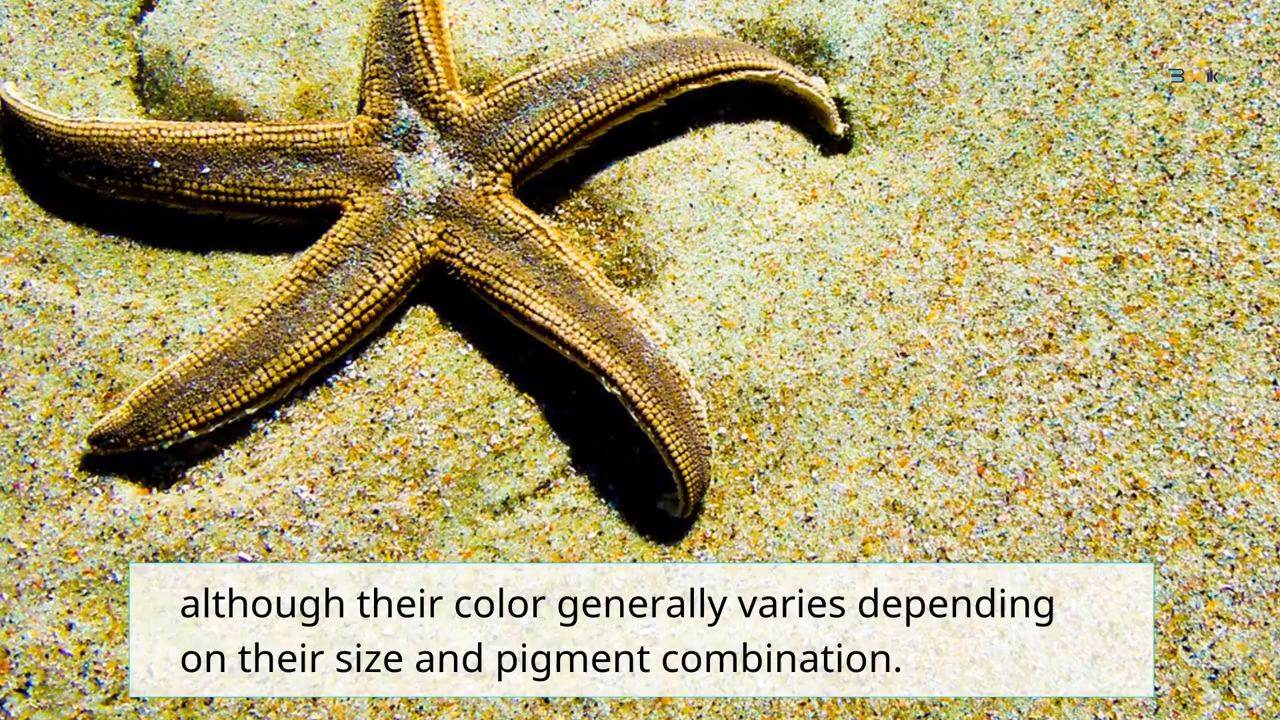 although their color generally varies depending
on their size and pigment combination.